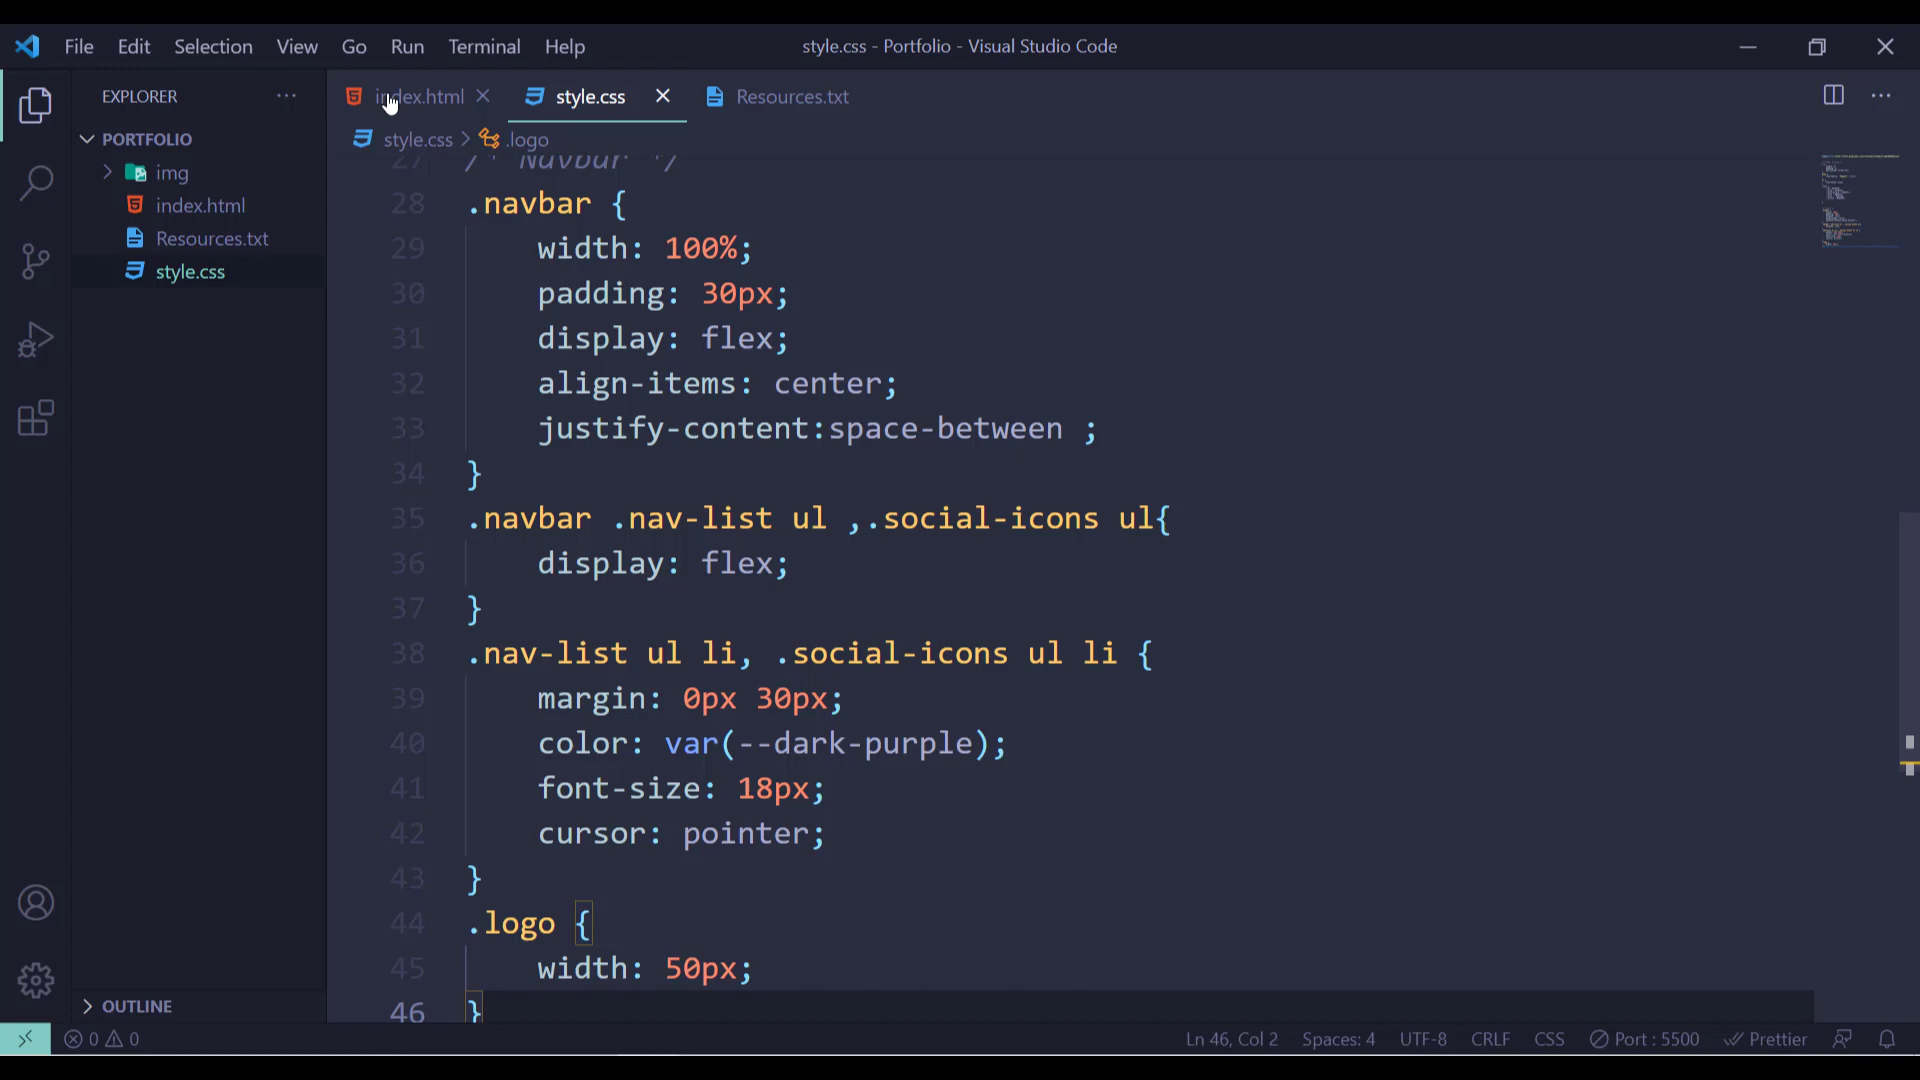 File Edit Selection View Go Run Terminal Help
style.css - Portfolio - Visual Studio Code
EXPLORER
index.html
style.css
Resources.txt
PORTFOLIO
style.css > .logo
img
index.html
Resources.txt
style.css
27 /* Navbar */
28 .navbar {
29 width: 100%;
30 padding: 30px;
31 display: flex;
32 align-items: center;
33 justify-content:space-between ;
34 }
35 .navbar .nav-list ul ,.social-icons ul{
36 display: flex;
37 }
38 .nav-list ul li, .social-icons ul li {
39 margin: 0px 30px;
40 color: var(--dark-purple);
41 font-size: 18px;
42 cursor: pointer;
43 }
44 .logo {
45 width: 50px;
46 }
OUTLINE
0 0
Ln 46, Col 2 Spaces: 4 UTF-8 CRLF CSS Port : 5500 Prettier